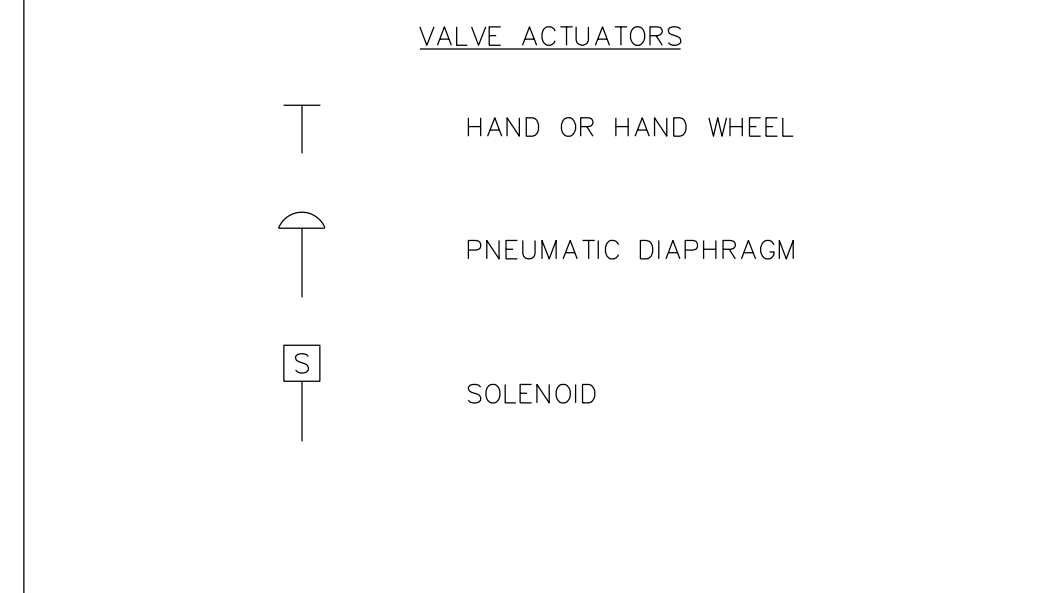 VALVE ACTUATORS
HAND OR HAND WHEEL
PNEUMATIC DIAPHRAGM
S
SOLENOID